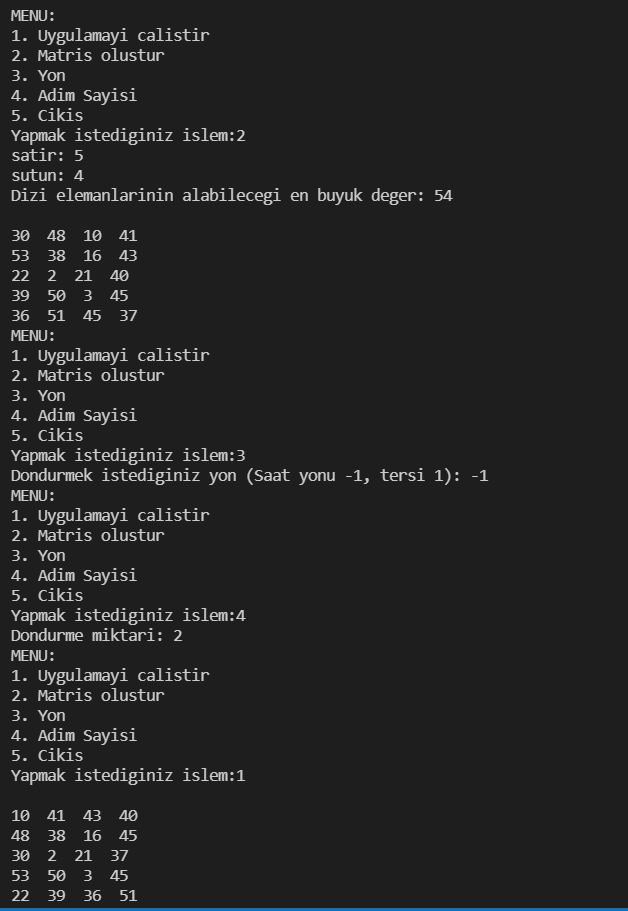 MENU:
1. Uygulamayi calistir
2. Matris olustur
3. Yon
4. Adim Sayisi
5. Cikis
Yapmak istediginiz islem:2
satir: 5
sutun: 4
Dizi elemanlarinin alabilecegi en buyuk deger: 54

30  48  10  41
53  38  16  43
22  2  21  40
39  50  3  45
36  51  45  37
MENU:
1. Uygulamayi calistir
2. Matris olustur
3. Yon
4. Adim Sayisi
5. Cikis
Yapmak istediginiz islem:3
Dondurmek istediginiz yon (Saat yonu -1, tersi 1): -1
MENU:
1. Uygulamayi calistir
2. Matris olustur
3. Yon
4. Adim Sayisi
5. Cikis
Yapmak istediginiz islem:4
Dondurme miktari: 2
MENU:
1. Uygulamayi calistir
2. Matris olustur
3. Yon
4. Adim Sayisi
5. Cikis
Yapmak istediginiz islem:1

10  41  43  40
48  38  16  45
30  2  21  37
53  50  3  45
22  39  36  51